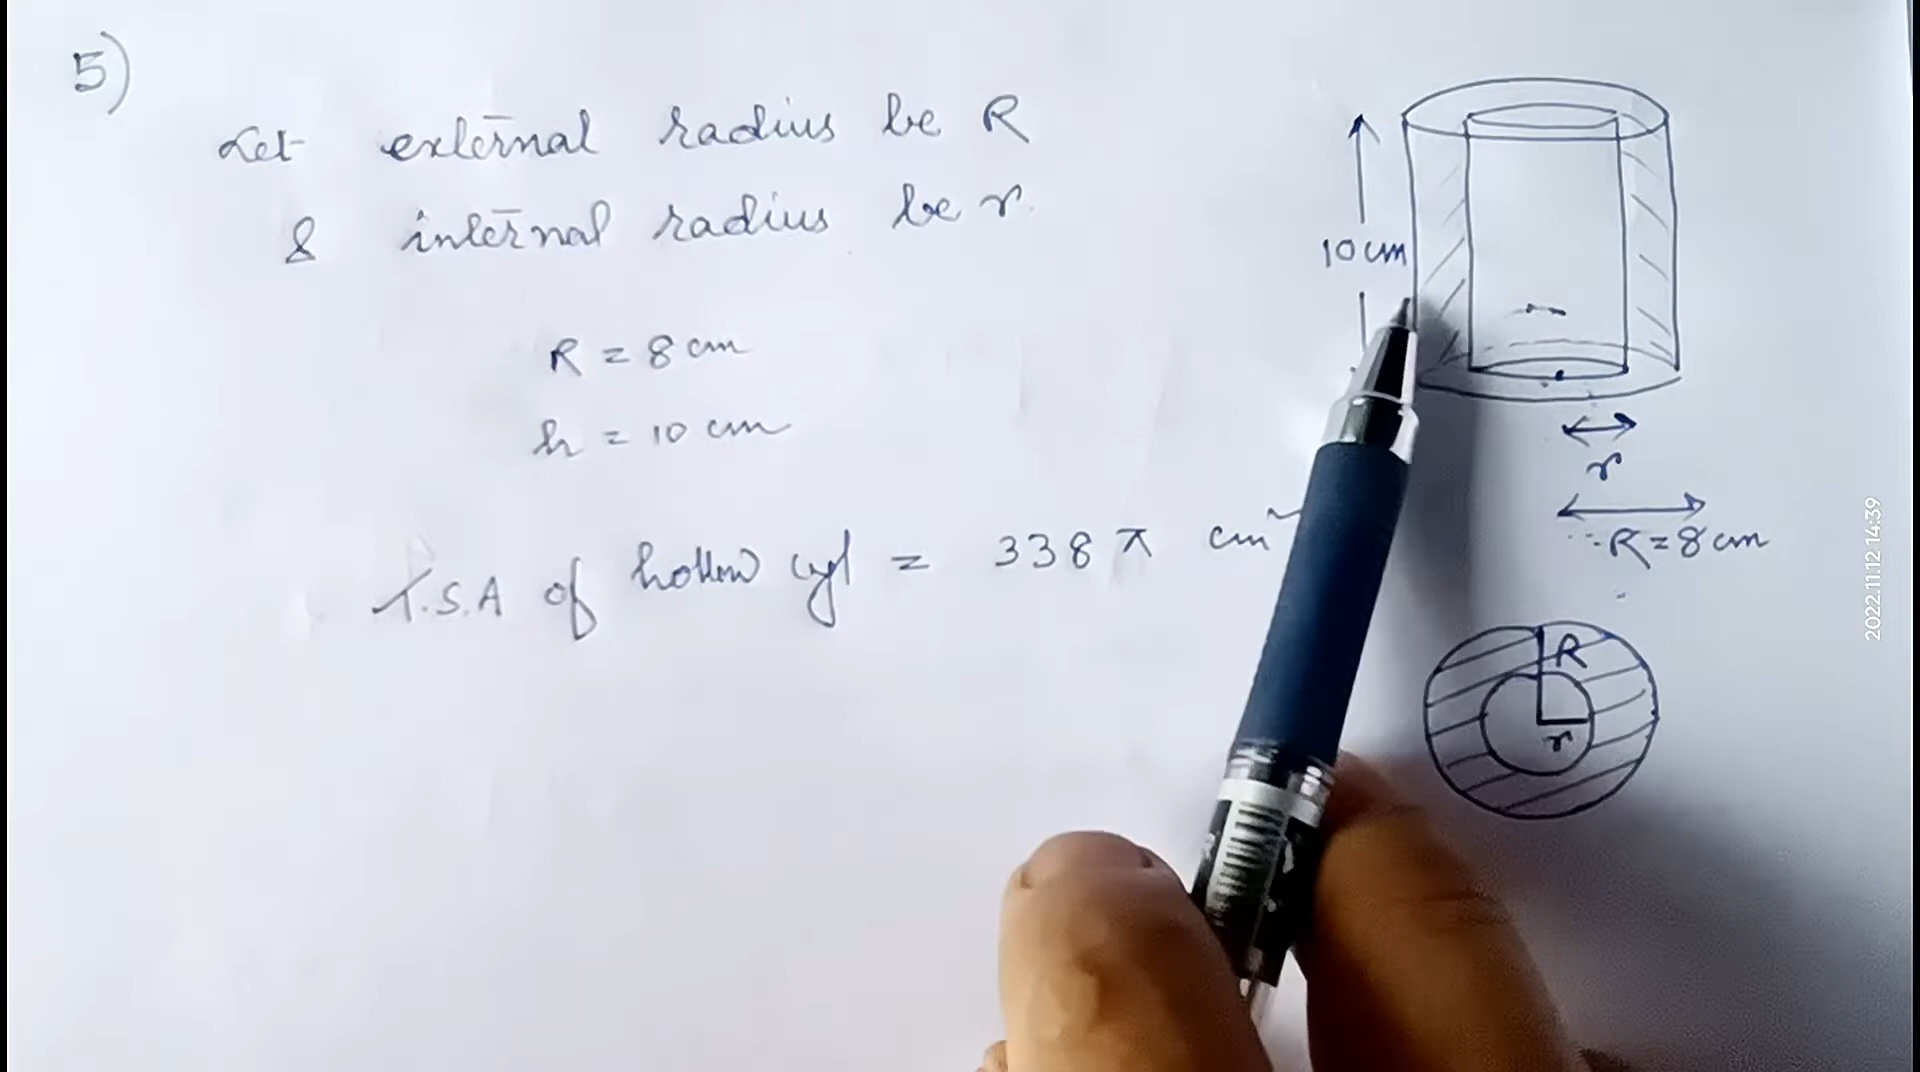 5)
Let external radius be R
& internal radius be r.
R = 8 cm
h = 10 cm
T.S.A of hollow cyl = 338 π cm²
10 cm
r
R = 8 cm
R
r
2022.11.12 14:39